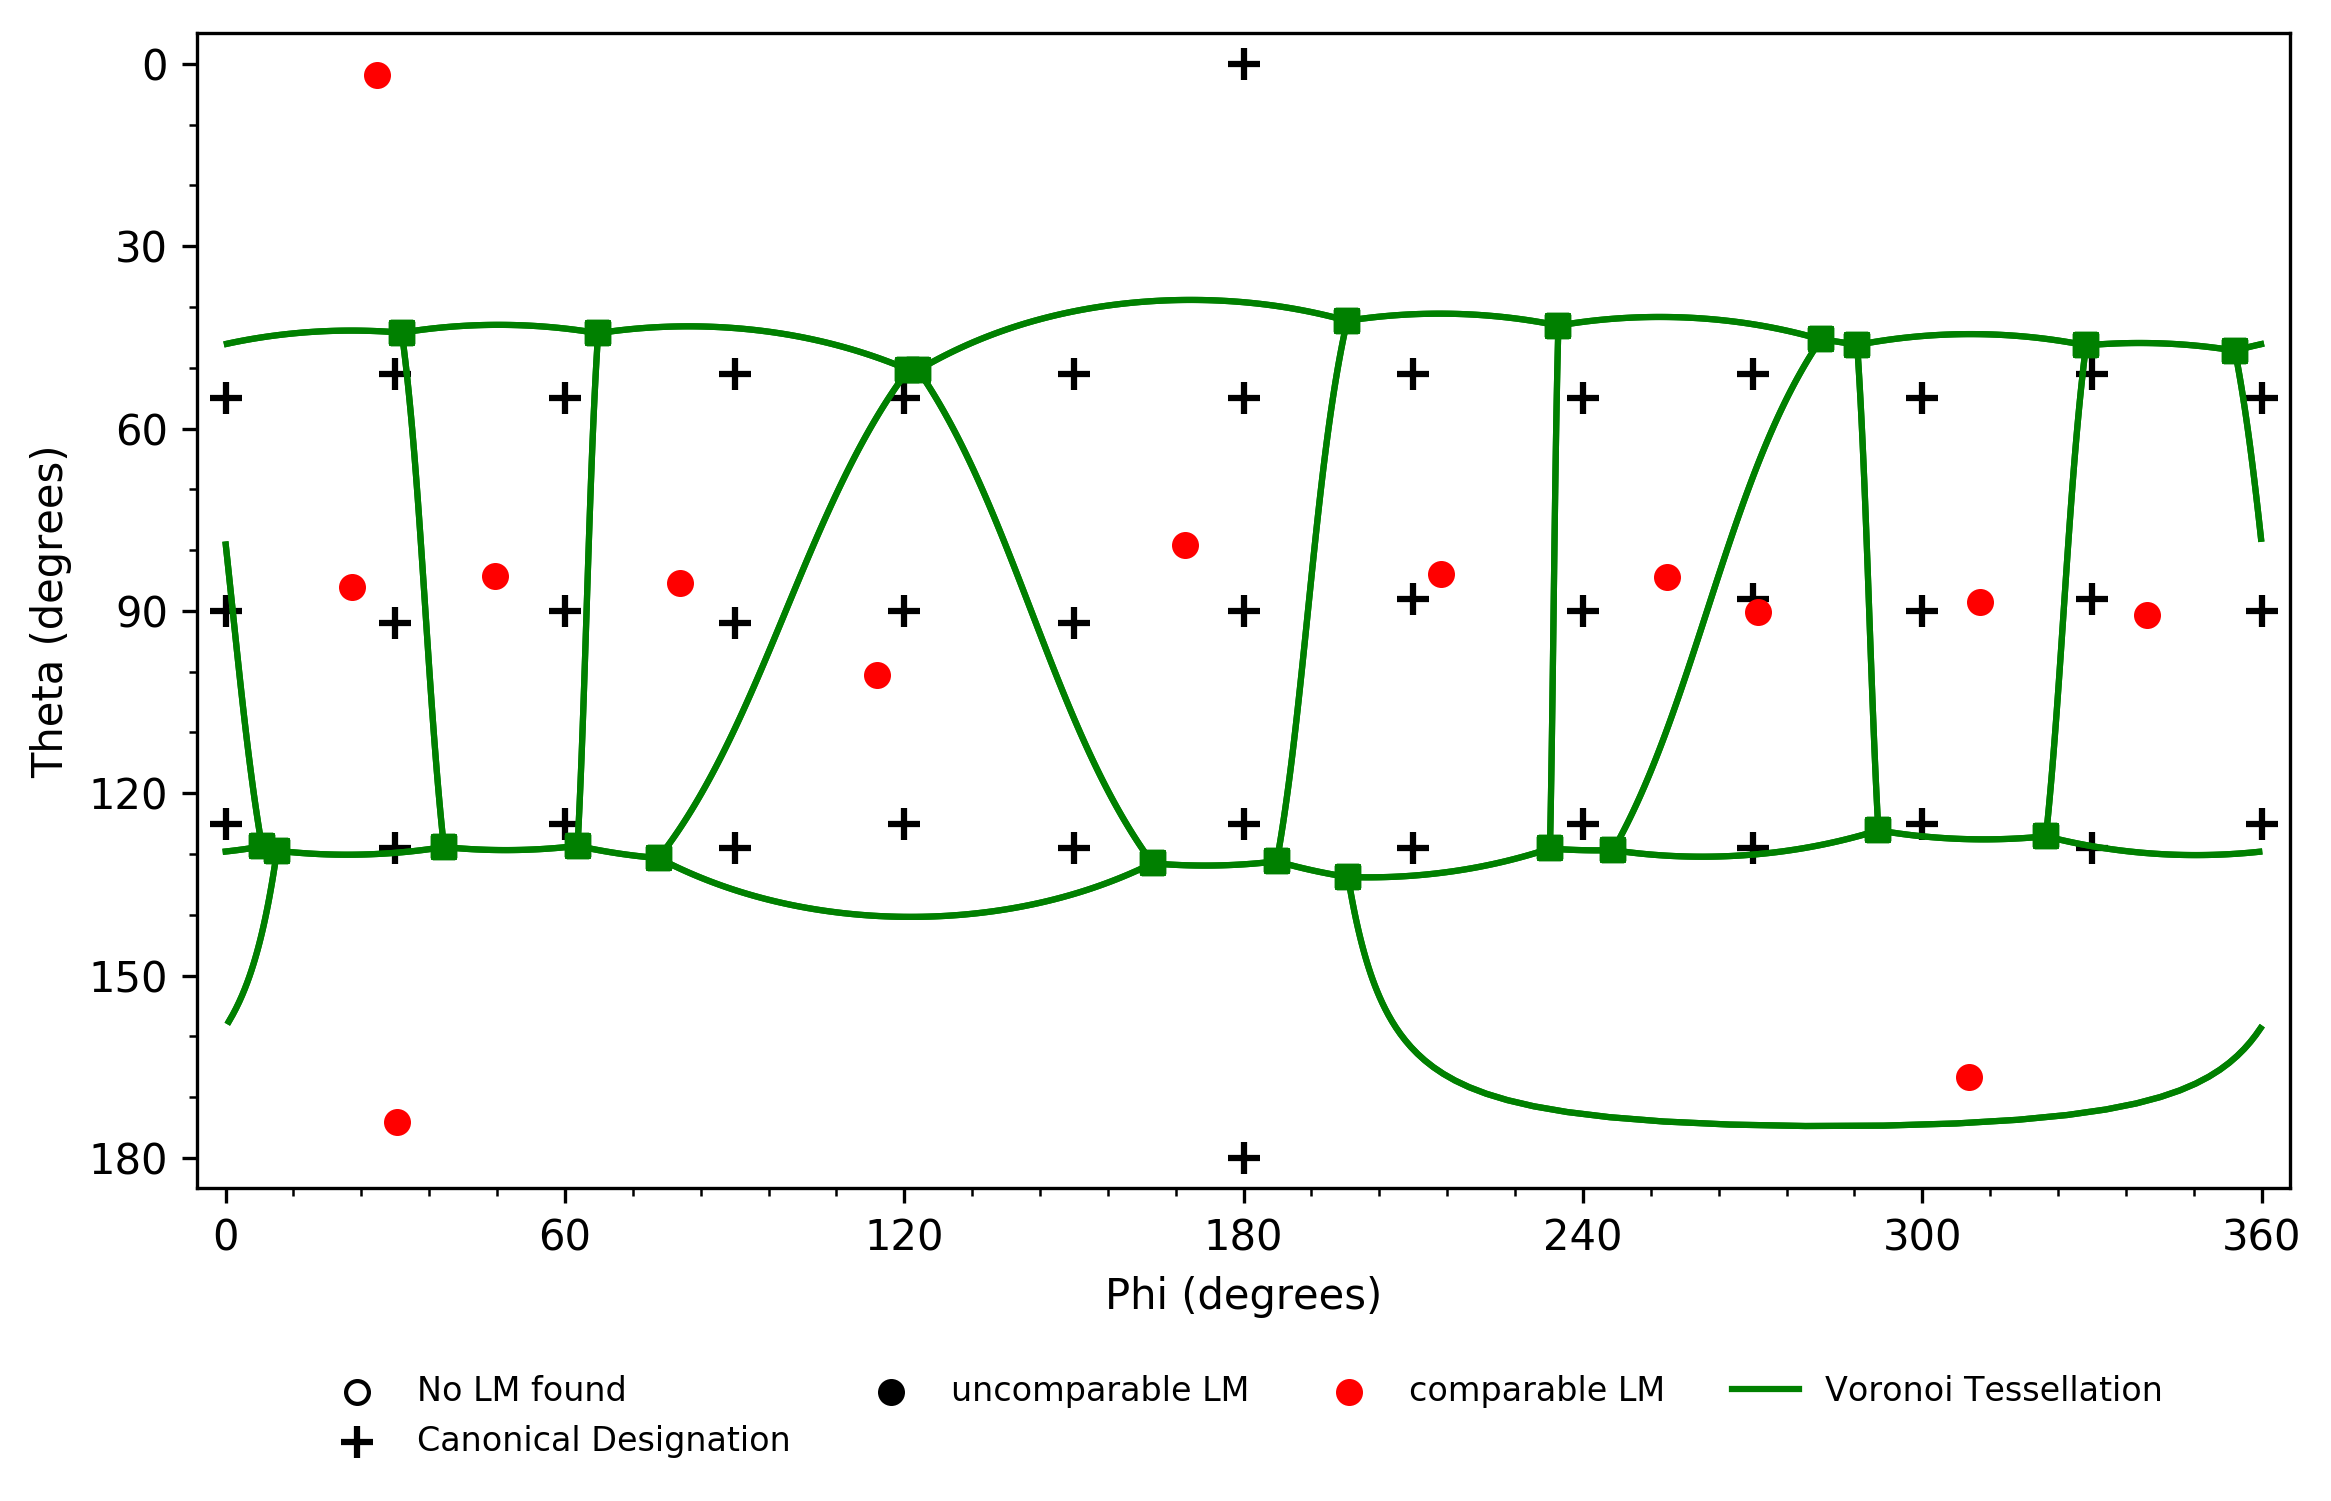 0
30
60
90
120
150
180
Theta (degrees)
0 60 120 180 240 300 360
Phi (degrees)
No LM found uncomparable LM comparable LM Voronoi Tessellation
Canonical Designation